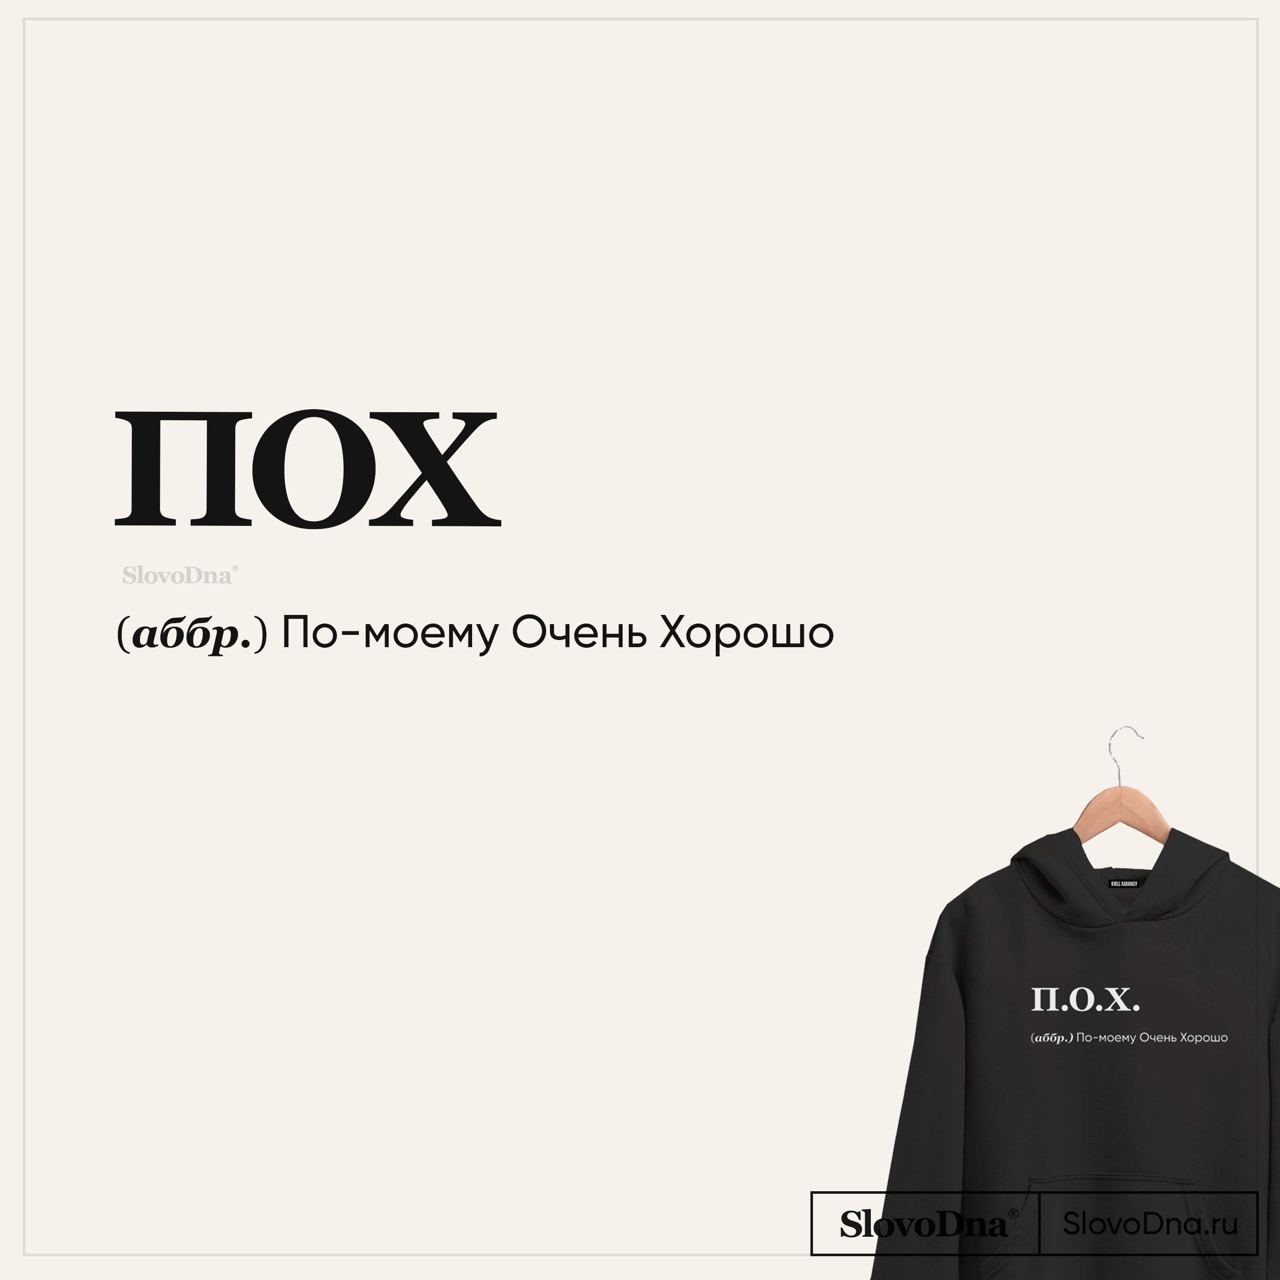 ПОХ
SlovoDna®
(аббр.) По-моему Очень Хорошо
П.О.Х.
(аббр.) По-моему Очень Хорошо
SlovoDna® SlovoDna.ru